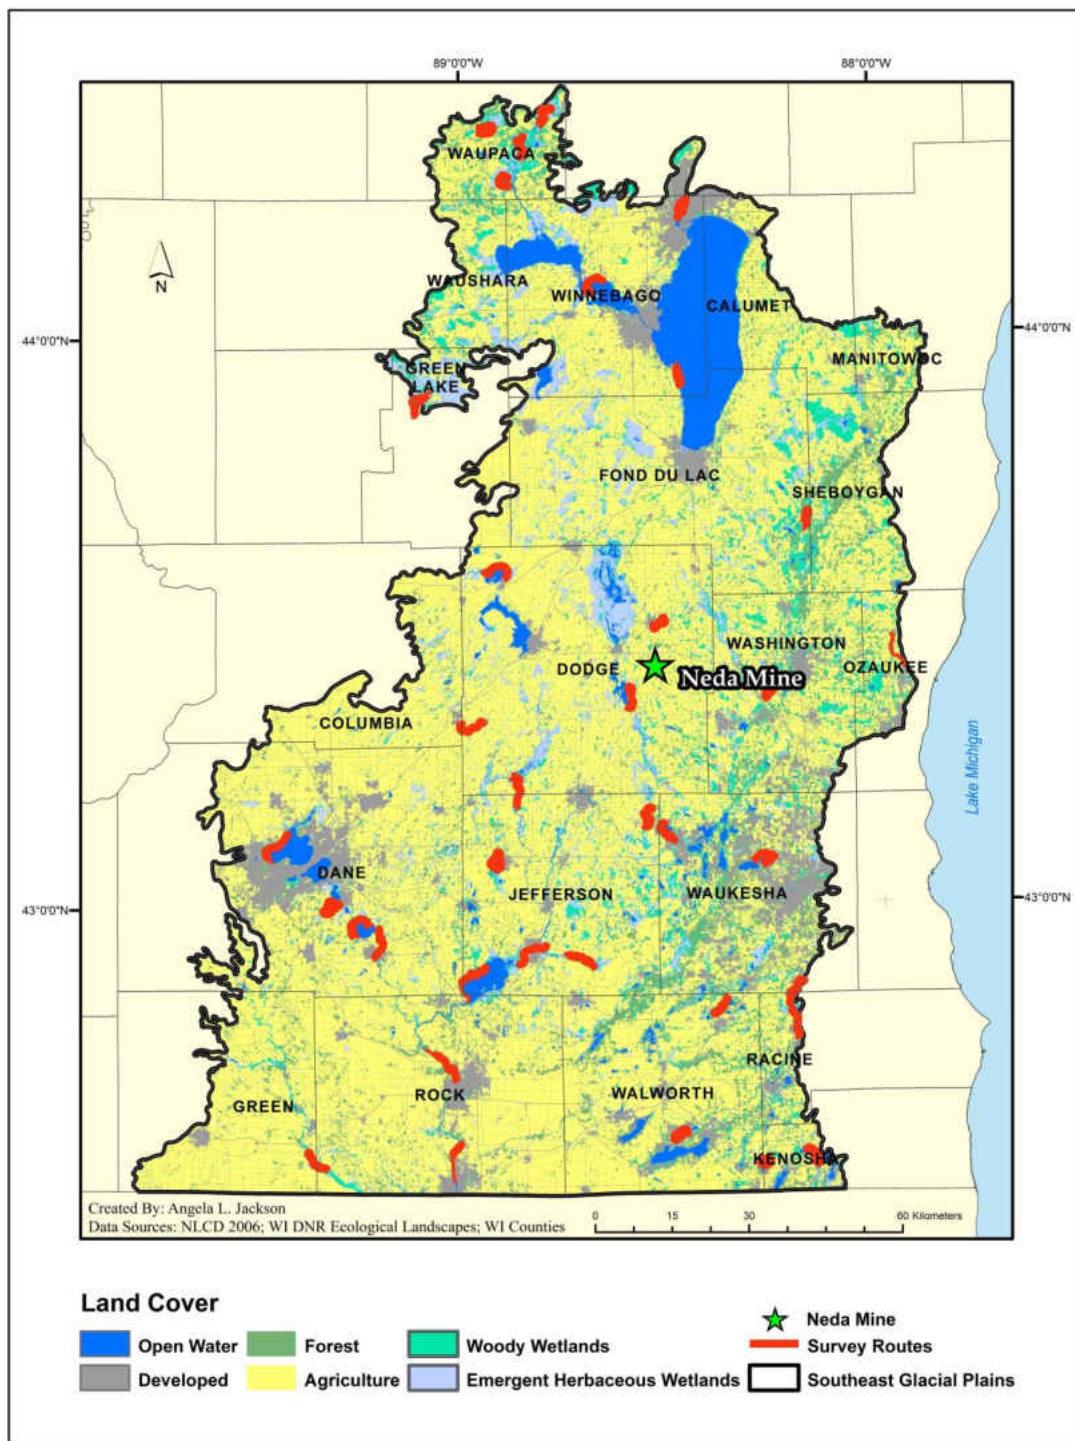 89°0'0"W
88°0'0"W
WAUPACA
WAUSHARA
WINNEBAGO
CALUMET
N
44°0'0"N
44°0'0"N
MANITOWOC
GREEN
LAKE
FOND DU LAC
SHEBOYGAN
WASHINGTON
DODGE
OZAUKEE
Neda Mine
COLUMBIA
Lake Michigan
DANE
JEFFERSON
WAUKESHA
43°0'0"N
43°0'0"N
RACINE
ROCK
WALWORTH
GREEN
KENOSHA
Created By: Angela L. Jackson
Data Sources: NLCD 2006; WI DNR Ecological Landscapes; WI Counties
0 15 30 60 Kilometers
Land Cover
Open Water
Forest
Woody Wetlands
Neda Mine
Survey Routes
Developed
Agriculture
Emergent Herbaceous Wetlands
Southeast Glacial Plains